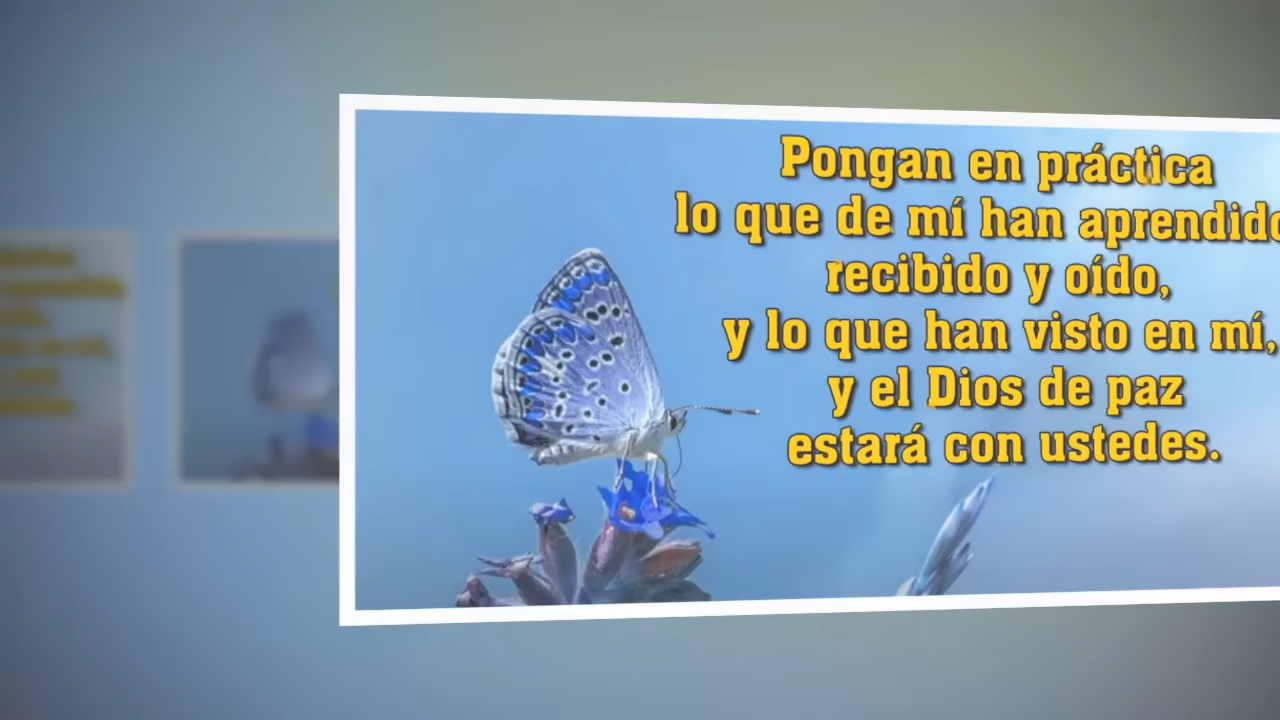 Pongan en práctica
lo que de mí han aprendido
recibido y oído,
y lo que han visto en mí,
y el Dios de paz
estará con ustedes.